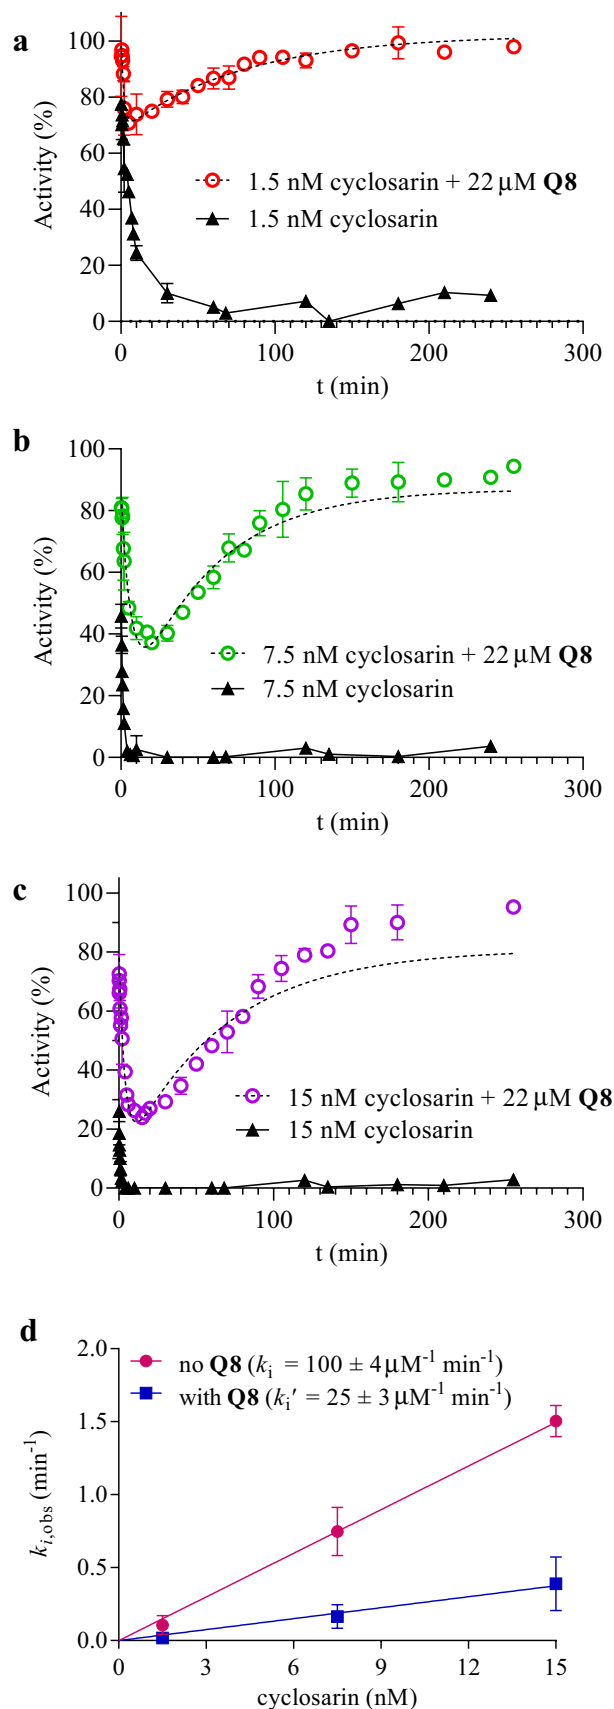 a
100
80
60
40
20
0
Activity (%)
1.5 nM cyclosarin + 22 μM Q8
1.5 nM cyclosarin
0 100 200 300
t (min)
b
100
80
60
40
20
0
Activity (%)
7.5 nM cyclosarin + 22 μM Q8
7.5 nM cyclosarin
0 100 200 300
t (min)
c
100
80
60
40
20
0
Activity (%)
15 nM cyclosarin + 22 μM Q8
15 nM cyclosarin
0 100 200 300
t (min)
d
2.0
1.5
1.0
0.5
0.0
k_i,obs (min⁻¹)
no Q8 (k_i = 100 ± 4 μM⁻¹ min⁻¹)
with Q8 (k_i′ = 25 ± 3 μM⁻¹ min⁻¹)
0 3 6 9 12 15
cyclosarin (nM)